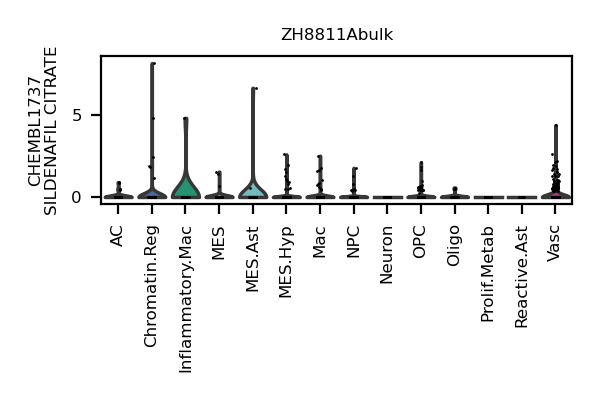 ZH8811Abulk
CHEMBL1737
SILDENAFIL CITRATE
5
0
AC
Chromatin.Reg
Inflammatory.Mac
MES
MES.Ast
MES.Hyp
Mac
NPC
Neuron
OPC
Oligo
Prolif.Metab
Reactive.Ast
Vasc